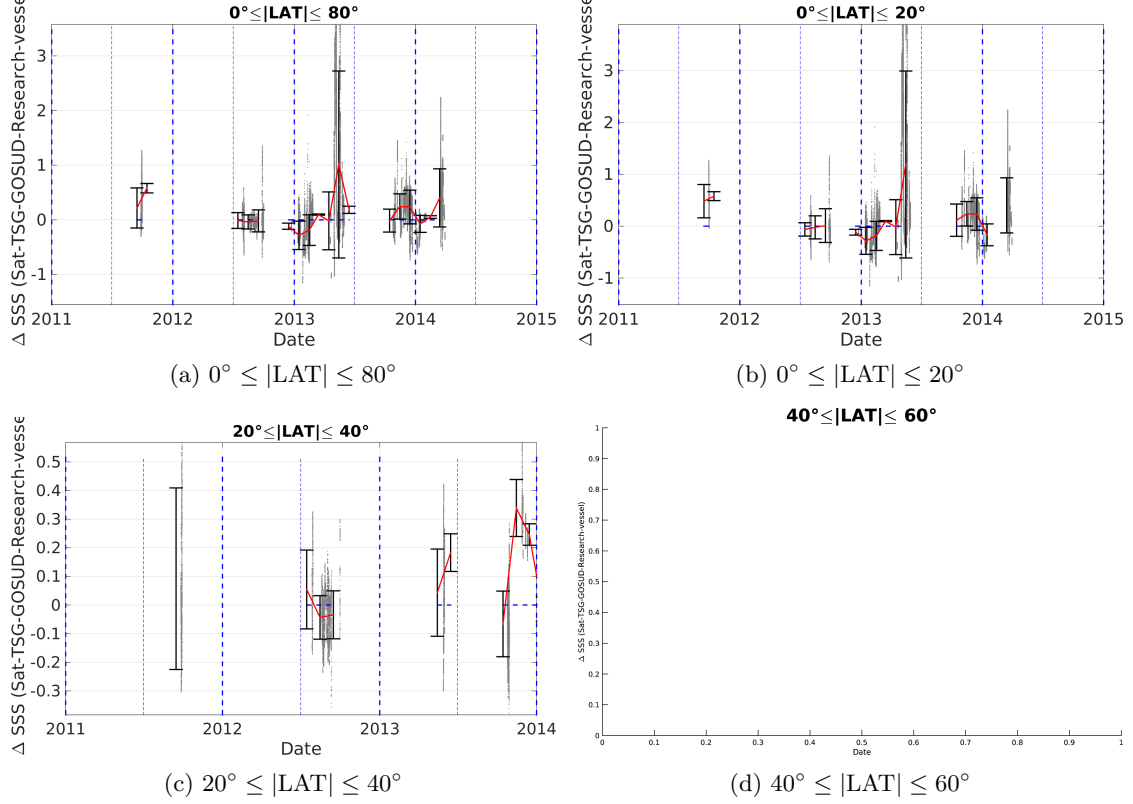 0°≤|LAT|≤ 80°
Δ SSS (Sat-TSG-GOSUD-Research-vesse
3
2
1
0
-1
2011 2012 2013 2014 2015
Date
(a) 0° ≤ |LAT| ≤ 80°
0°≤|LAT|≤ 20°
Δ SSS (Sat-TSG-GOSUD-Research-vesse
3
2
1
0
-1
2011 2012 2013 2014 2015
Date
(b) 0° ≤ |LAT| ≤ 20°
20°≤|LAT|≤ 40°
Δ SSS (Sat-TSG-GOSUD-Research-vesse
0.5
0.4
0.3
0.2
0.1
0
-0.1
-0.2
-0.3
2011 2012 2013 2014
Date
(c) 20° ≤ |LAT| ≤ 40°
40°≤|LAT|≤ 60°
Δ SSS (Sat-TSG-GOSUD-Research-vessel)
1
0.9
0.8
0.7
0.6
0.5
0.4
0.3
0.2
0.1
0
0 0.1 0.2 0.3 0.4 0.5 0.6 0.7 0.8 0.9 1
Date
(d) 40° ≤ |LAT| ≤ 60°